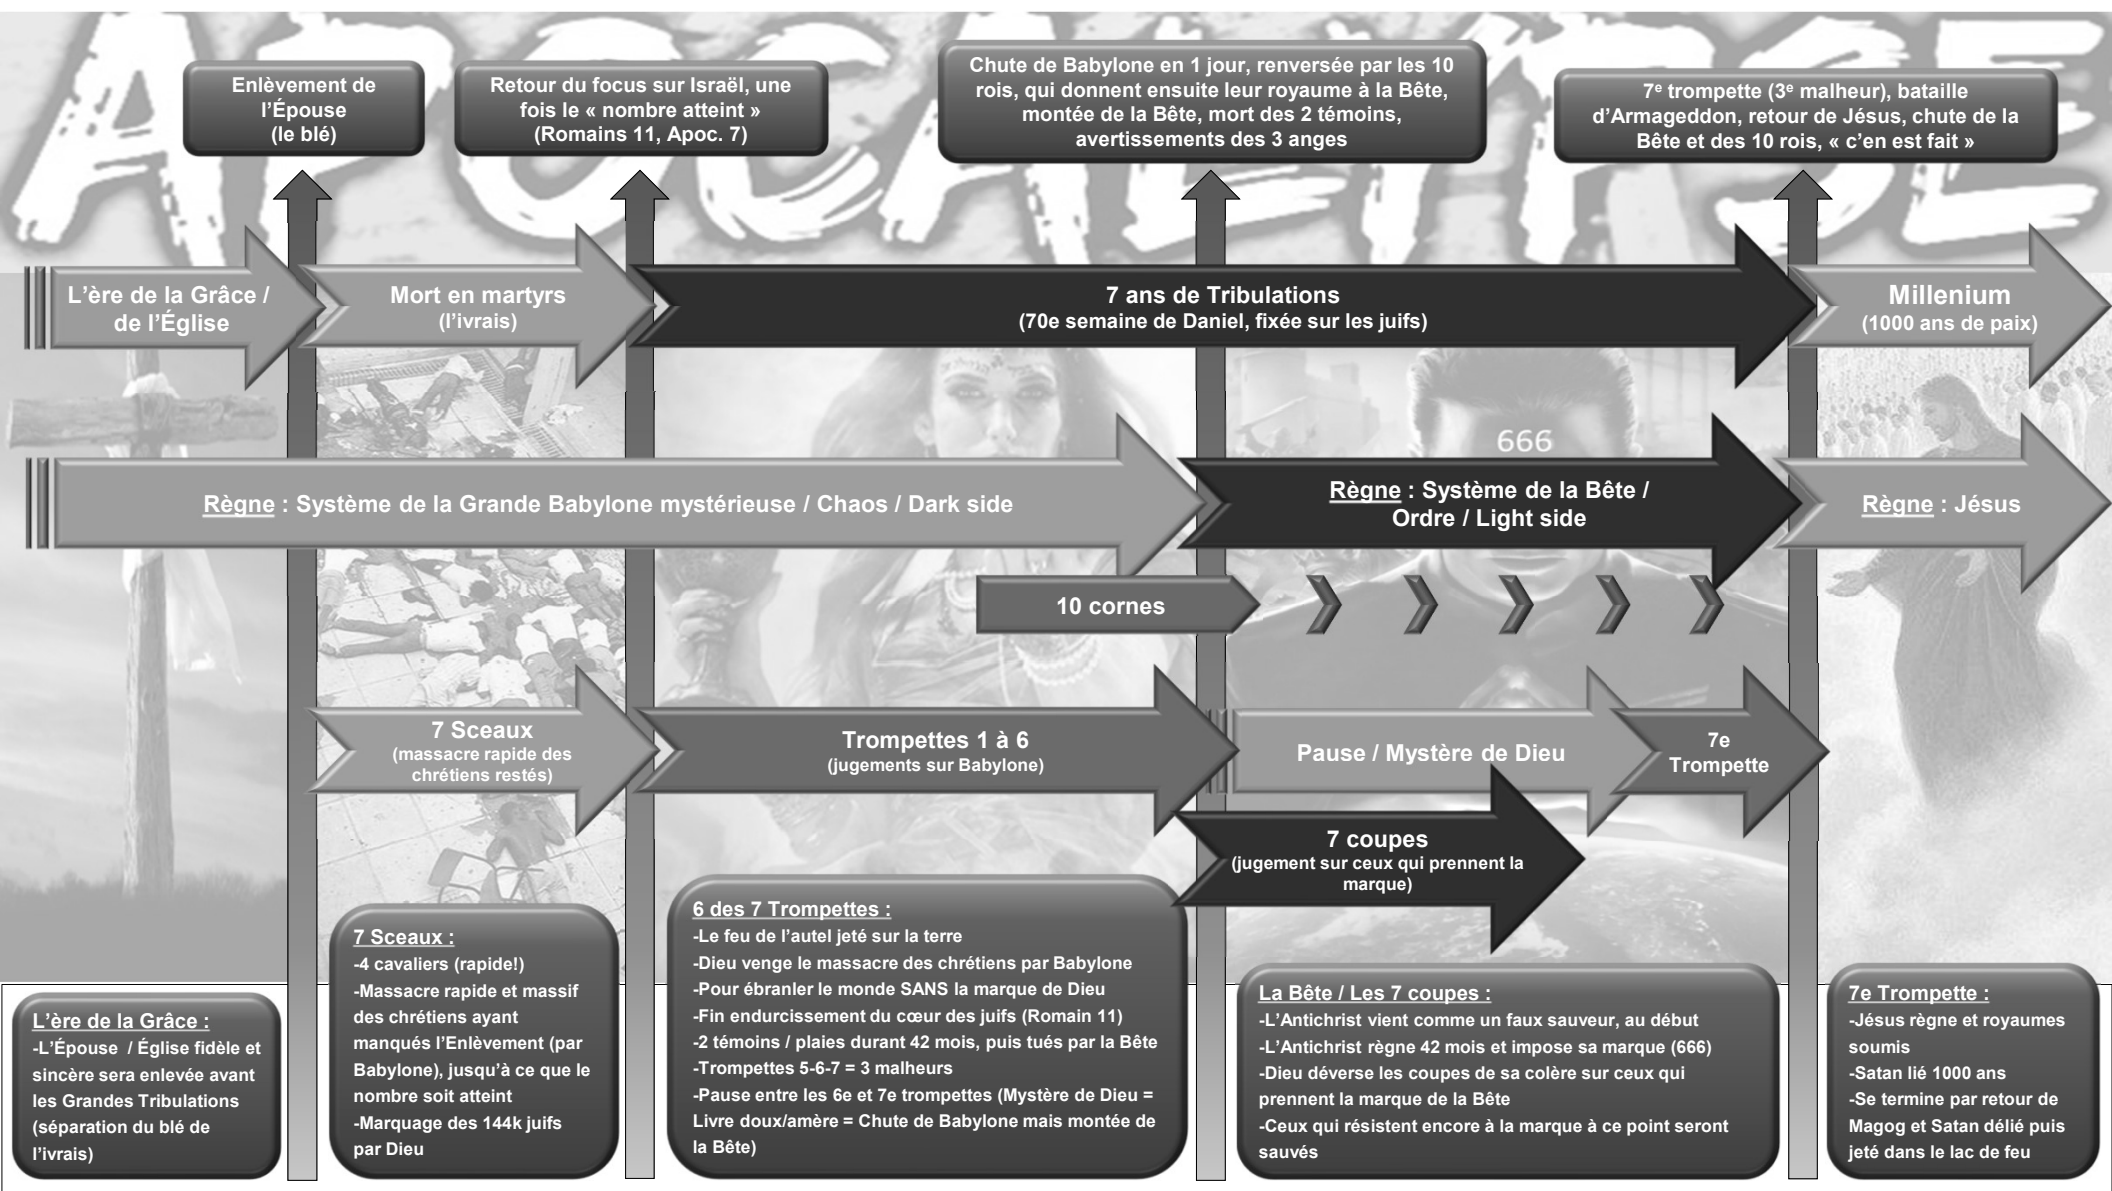 APOCALYPSE
Enlèvement de
l'Épouse
(le blé)
Retour du focus sur Israël, une
fois le « nombre atteint »
(Romains 11, Apoc. 7)
Chute de Babylone en 1 jour, renversée par les 10
rois, qui donnent ensuite leur royaume à la Bête,
montée de la Bête, mort des 2 témoins,
avertissements des 3 anges
7e trompette (3e malheur), bataille
d'Armageddon, retour de Jésus, chute de la
Bête et des 10 rois, « c'en est fait »
L'ère de la Grâce /
de l'Église
Mort en martyrs
(l'ivrais)
7 ans de Tribulations
(70e semaine de Daniel, fixée sur les juifs)
Millenium
(1000 ans de paix)
666
Règne : Système de la Grande Babylone mystérieuse / Chaos / Dark side
Règne : Système de la Bête /
Ordre / Light side
Règne : Jésus
10 cornes
7 Sceaux
(massacre rapide des
chrétiens restés)
Trompettes 1 à 6
(jugements sur Babylone)
Pause / Mystère de Dieu
7e
Trompette
7 coupes
(jugement sur ceux qui prennent la
marque)
L'ère de la Grâce :
-L'Épouse / Église fidèle et
sincère sera enlevée avant
les Grandes Tribulations
(séparation du blé de
l'ivrais)
7 Sceaux :
-4 cavaliers (rapide!)
-Massacre rapide et massif
des chrétiens ayant
manqués l'Enlèvement (par
Babylone), jusqu'à ce que le
nombre soit atteint
-Marquage des 144k juifs
par Dieu
6 des 7 Trompettes :
-Le feu de l'autel jeté sur la terre
-Dieu venge le massacre des chrétiens par Babylone
-Pour ébranler le monde SANS la marque de Dieu
-Fin endurcissement du cœur des juifs (Romain 11)
-2 témoins / plaies durant 42 mois, puis tués par la Bête
-Trompettes 5-6-7 = 3 malheurs
-Pause entre les 6e et 7e trompettes (Mystère de Dieu =
Livre doux/amère = Chute de Babylone mais montée de
la Bête)
La Bête / Les 7 coupes :
-L'Antichrist vient comme un faux sauveur, au début
-L'Antichrist règne 42 mois et impose sa marque (666)
-Dieu déverse les coupes de sa colère sur ceux qui
prennent la marque de la Bête
-Ceux qui résistent encore à la marque à ce point seront
sauvés
7e Trompette :
-Jésus règne et royaumes
soumis
-Satan lié 1000 ans
-Se termine par retour de
Magog et Satan délié puis
jeté dans le lac de feu